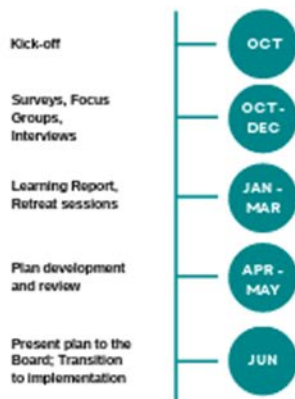 Kick-off
OCT
Surveys, Focus
Groups,
Interviews
OCT -
DEC
Learning Report,
Retreat sessions
JAN -
MAR
Plan development
and review
APR -
MAY
Present plan to the
Board; Transition
to implementation
JUN